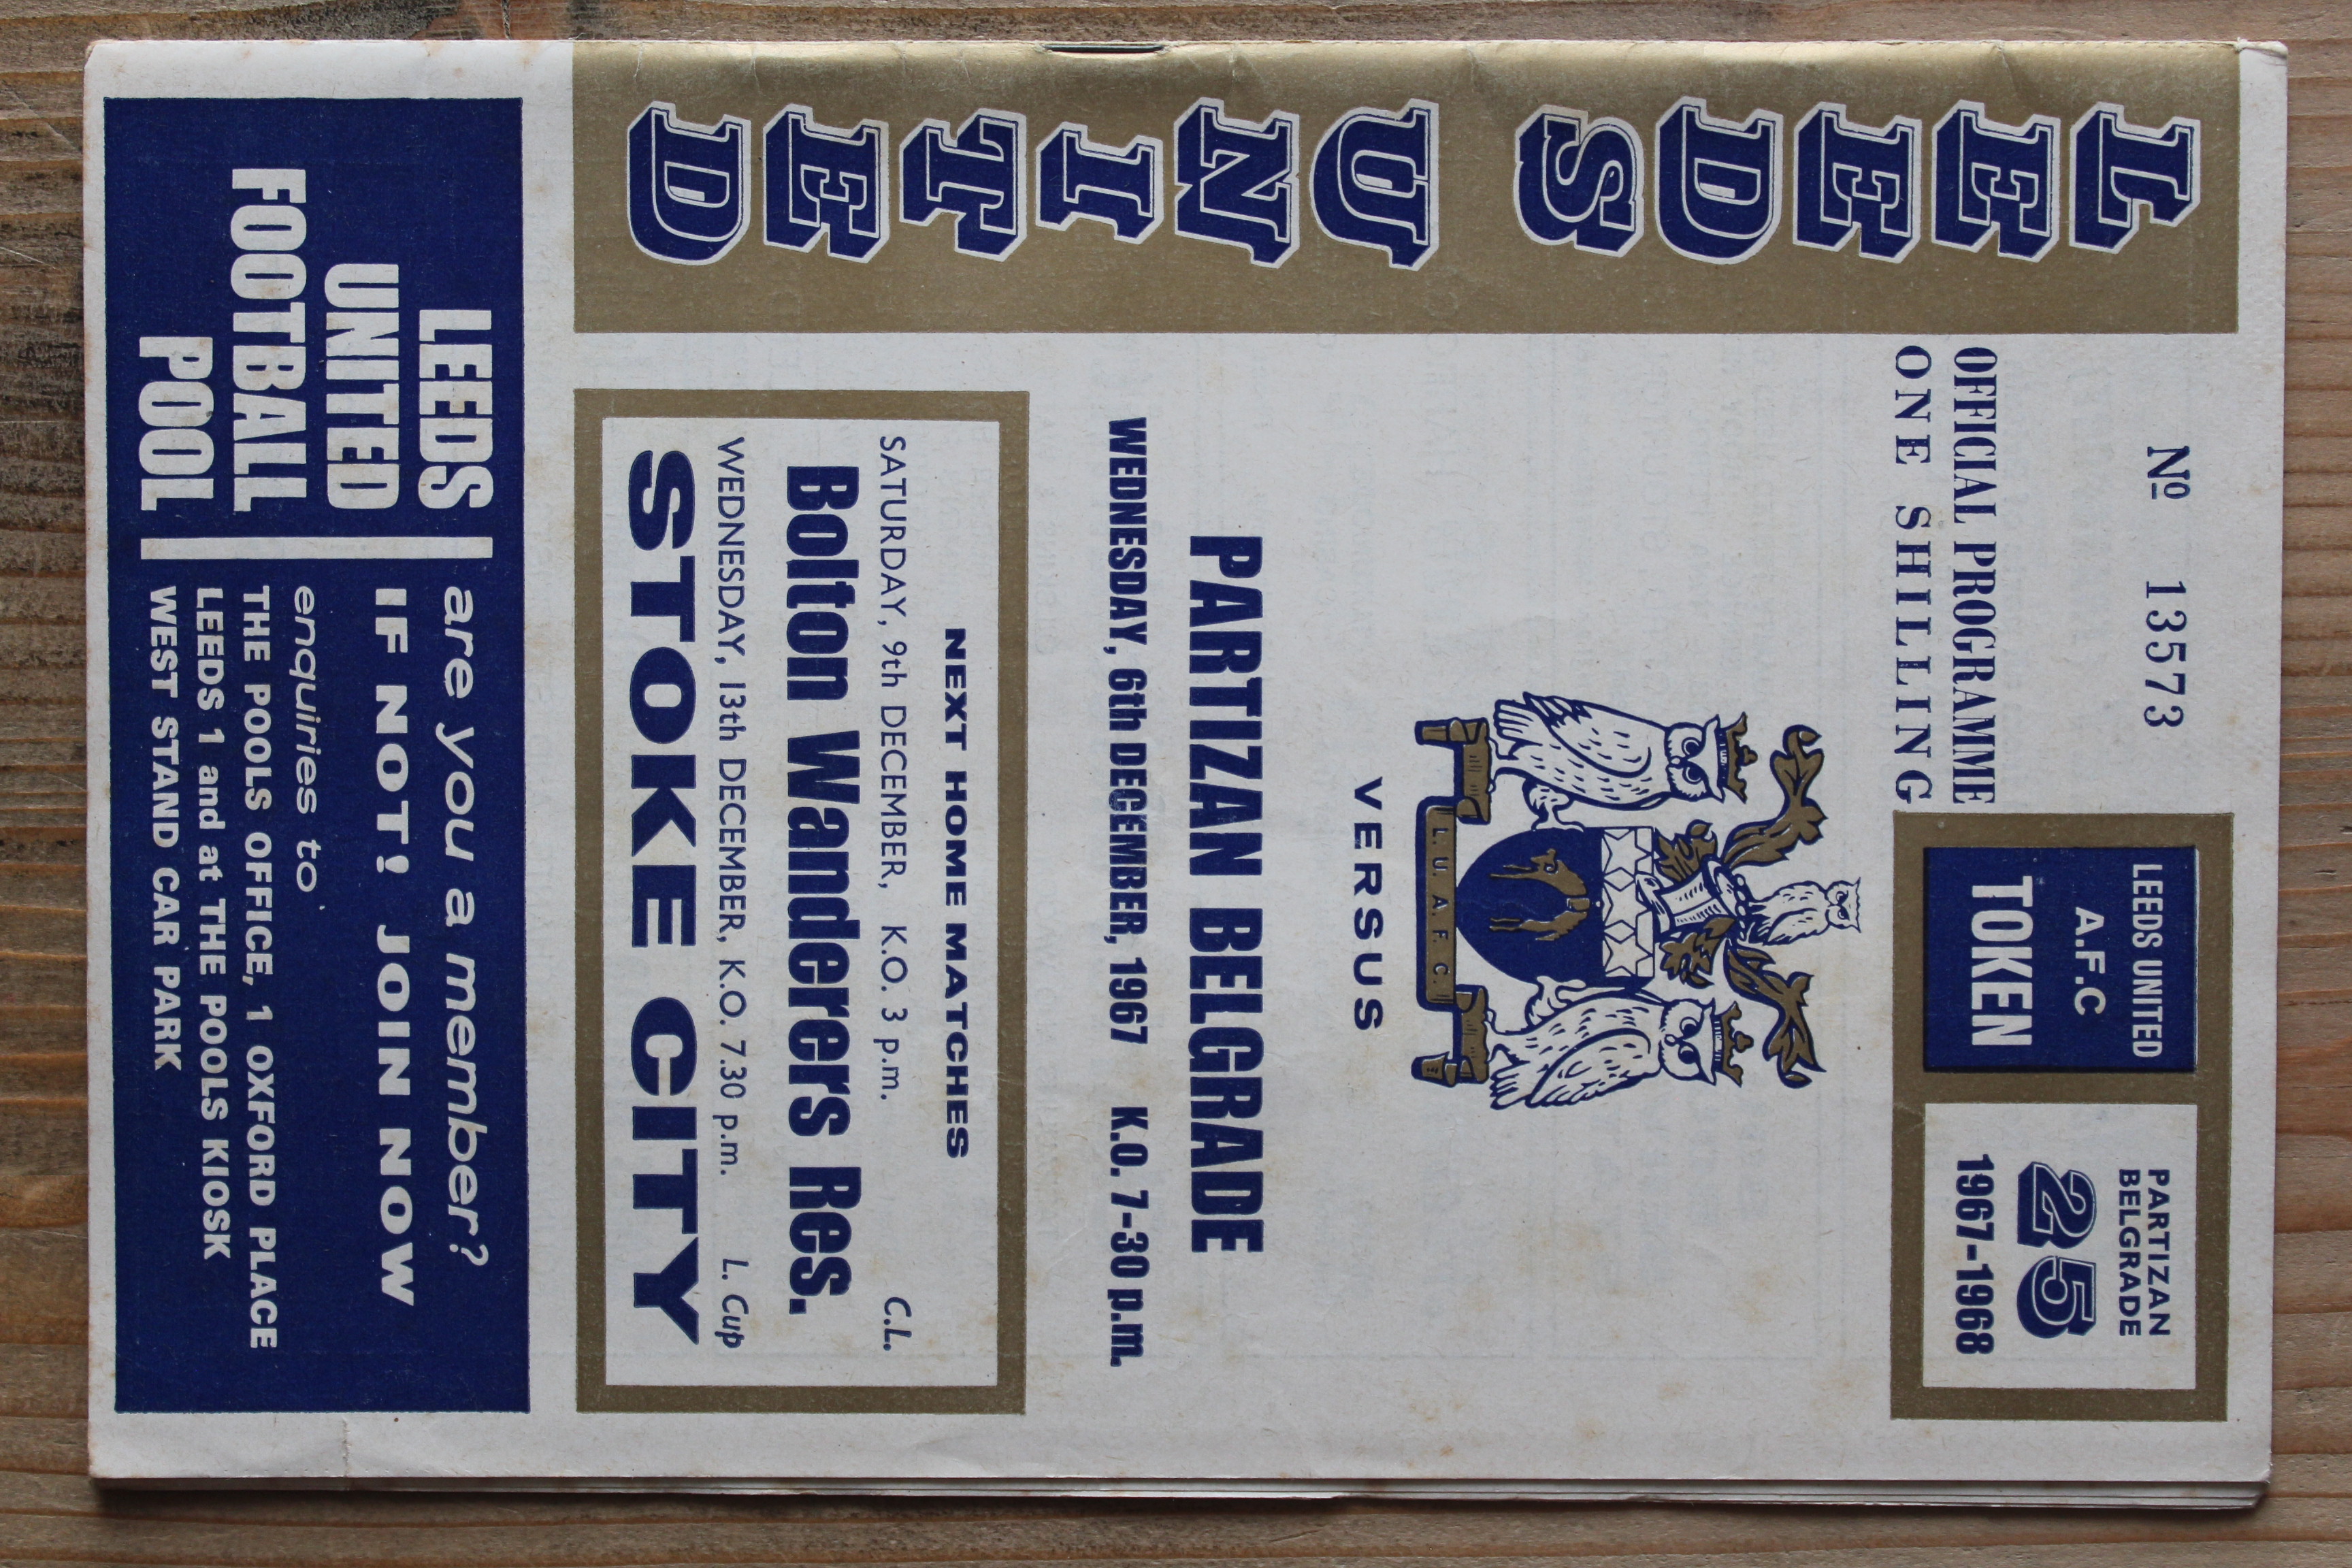 LEEDS UNITED
Nº 13573
OFFICIAL PROGRAMME
ONE SHILLING
LEEDS UNITED
A.F.C
TOKEN
PARTIZAN
BELGRADE
25
1967-1968
L. U. A. F. C.
VERSUS
PARTIZAN BELGRADE
WEDNESDAY, 6th DECEMBER, 1967 K.O. 7-30 p.m.
NEXT HOME MATCHES
SATURDAY, 9th DECEMBER, K.O. 3 p.m. C.L.
Bolton Wanderers Res.
WEDNESDAY, 13th DECEMBER, K.O. 7.30 p.m. L. Cup
STOKE CITY
LEEDS
UNITED
FOOTBALL
POOL
are you a member?
IF NOT! JOIN NOW
enquiries to
THE POOLS OFFICE, 1 OXFORD PLACE
LEEDS 1 and at THE POOLS KIOSK
WEST STAND CAR PARK